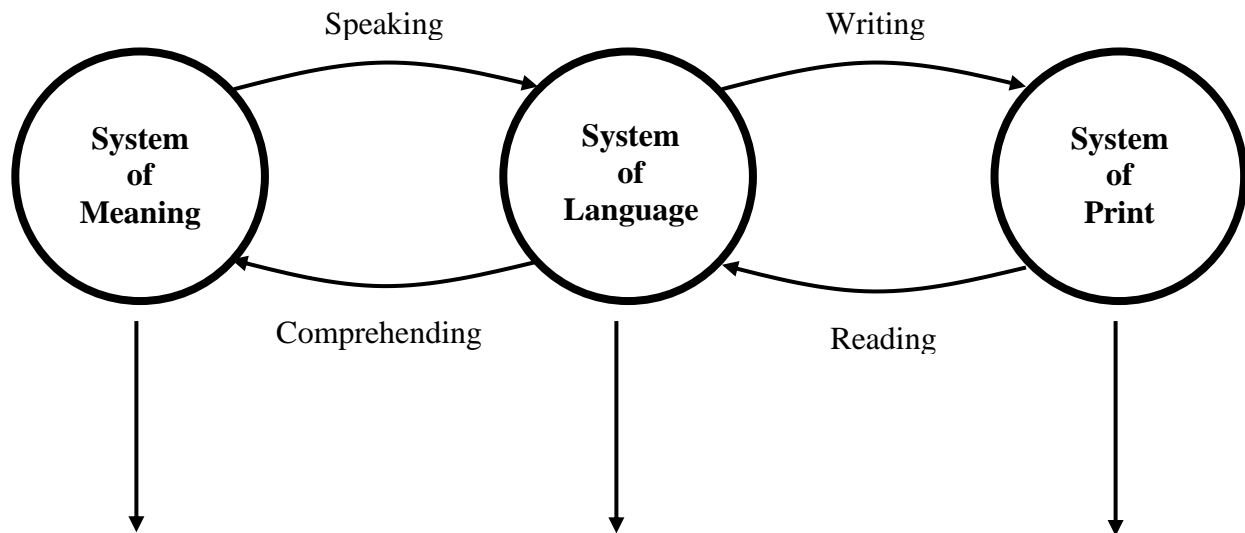 Speaking
Writing
System
of
Meaning
System
of
Language
System
of
Print
Comprehending
Reading